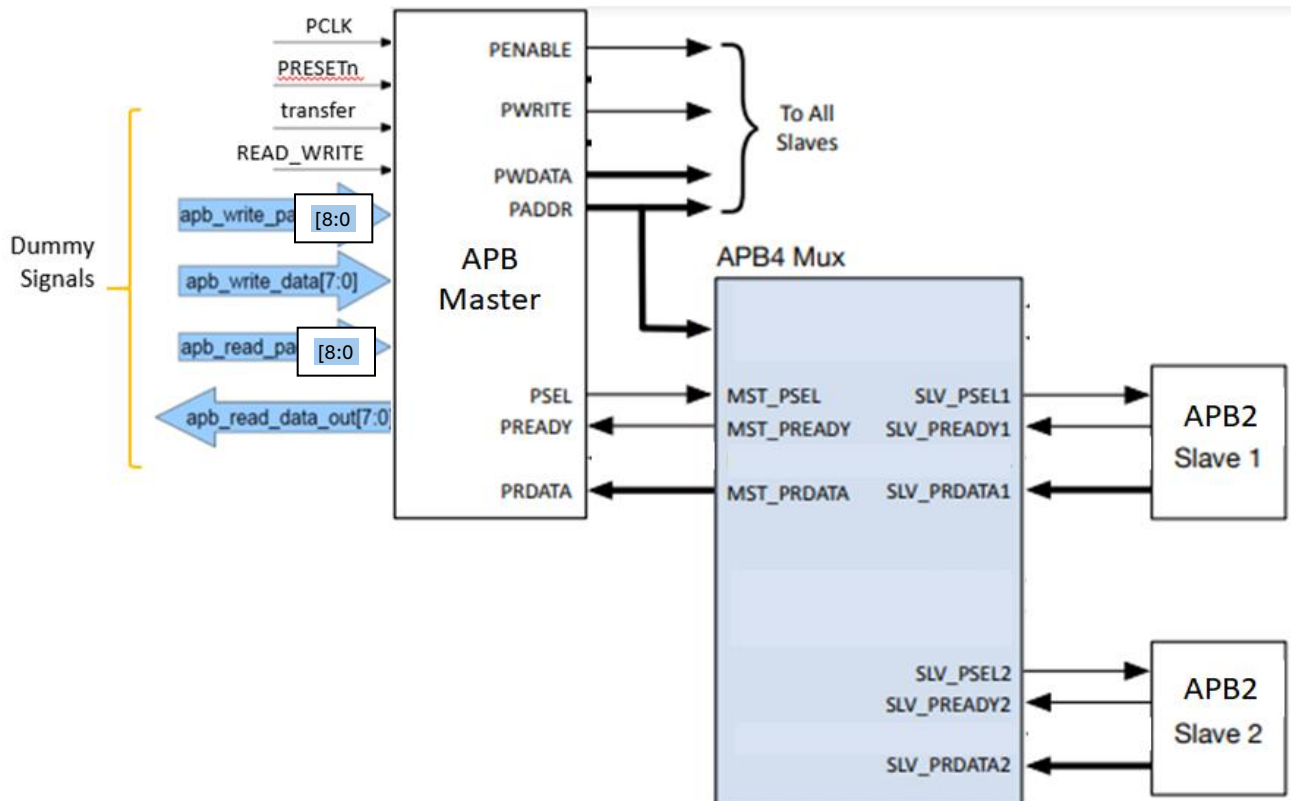 PCLK
PRESETn
transfer
READ_WRITE
apb_write_pa
[8:0
apb_write_data[7:0]
apb_read_pa
[8:0
apb_read_data_out[7:0]
Dummy
Signals
PENABLE
PWRITE
PWDATA
PADDR
APB
Master
PSEL
PREADY
PRDATA
To All
Slaves
APB4 Mux
MST_PSEL
MST_PREADY
MST_PRDATA
SLV_PSEL1
SLV_PREADY1
SLV_PRDATA1
SLV_PSEL2
SLV_PREADY2
SLV_PRDATA2
APB2
Slave 1
APB2
Slave 2